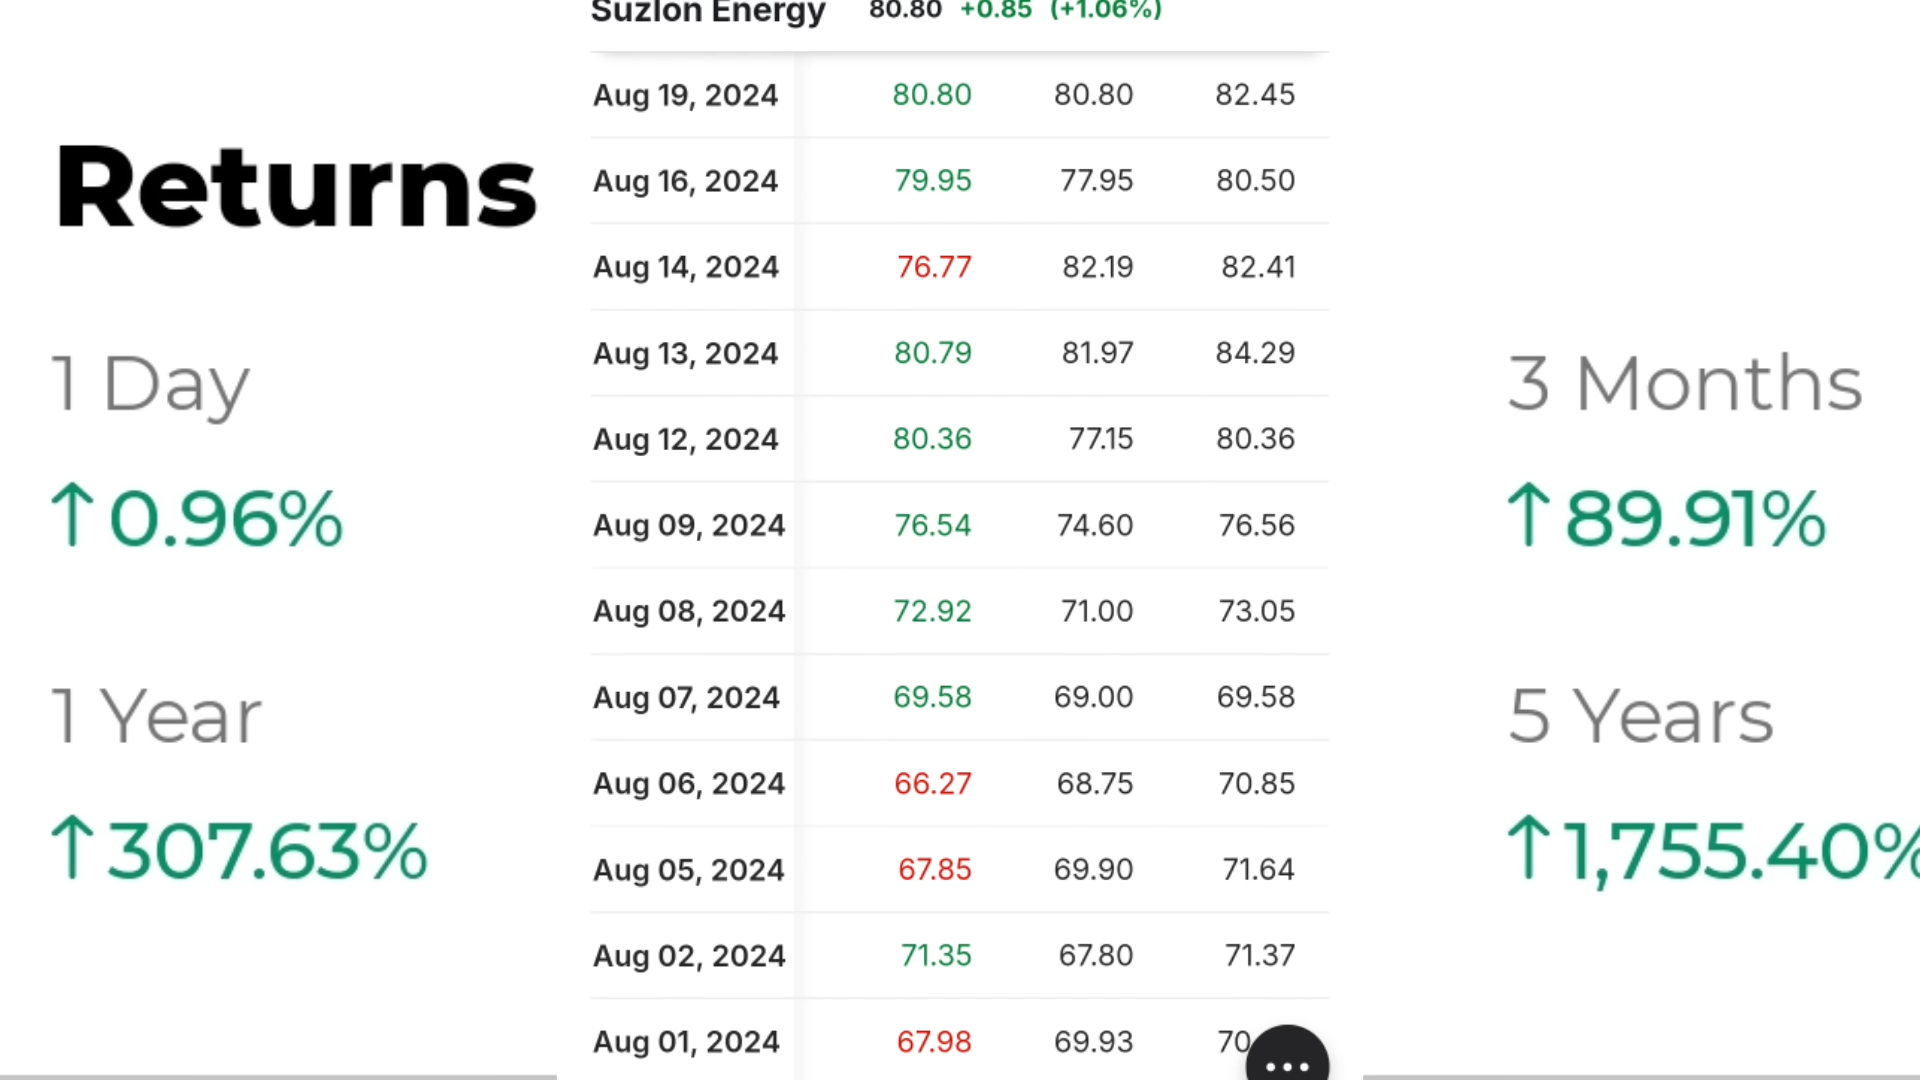 Suzlon Energy 80.80 +0.85 (+1.06%)
Returns
1 Day
↑0.96%
1 Year
↑307.63%
Aug 19, 2024 80.80 80.80 82.45
Aug 16, 2024 79.95 77.95 80.50
Aug 14, 2024 76.77 82.19 82.41
Aug 13, 2024 80.79 81.97 84.29
Aug 12, 2024 80.36 77.15 80.36
Aug 09, 2024 76.54 74.60 76.56
Aug 08, 2024 72.92 71.00 73.05
Aug 07, 2024 69.58 69.00 69.58
Aug 06, 2024 66.27 68.75 70.85
Aug 05, 2024 67.85 69.90 71.64
Aug 02, 2024 71.35 67.80 71.37
Aug 01, 2024 67.98 69.93
3 Months
↑89.91%
5 Years
↑1,755.40%